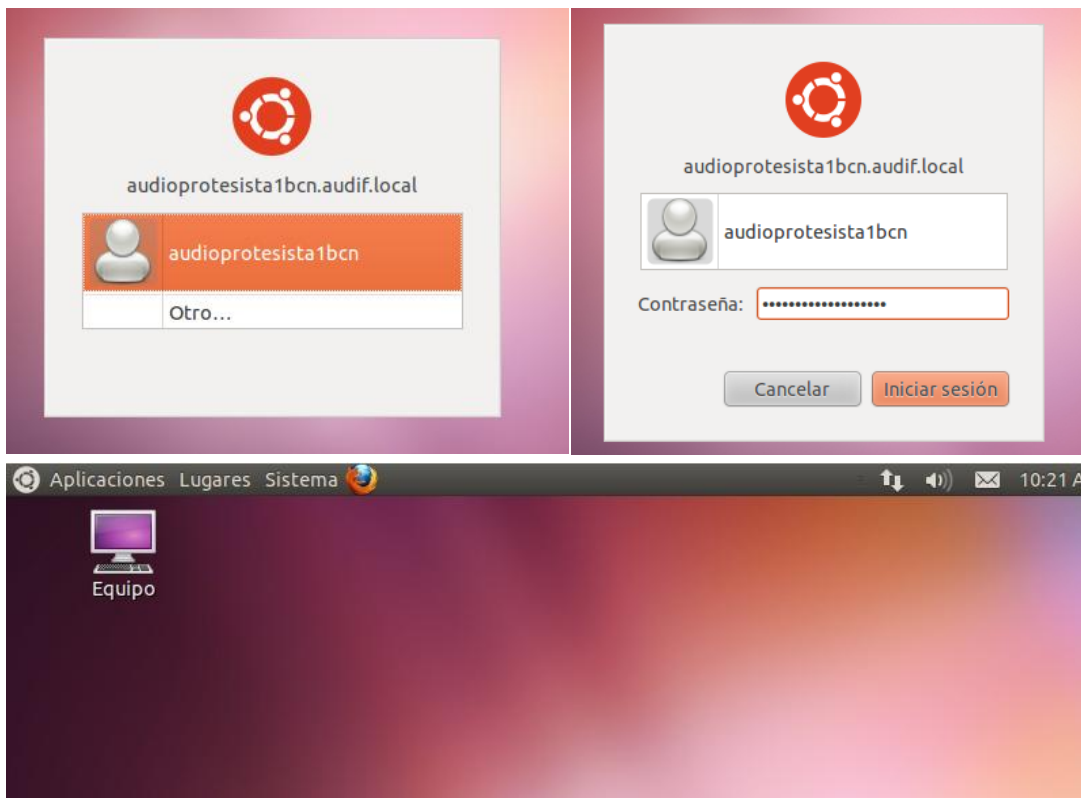 audioprotesista1bcn.audif.local
audioprotesista1bcn
Otro...
audioprotesista1bcn.audif.local
audioprotesista1bcn
Contraseña: •••••••••••••••••••
Cancelar Iniciar sesión
Aplicaciones Lugares Sistema 10:21 A
Equipo